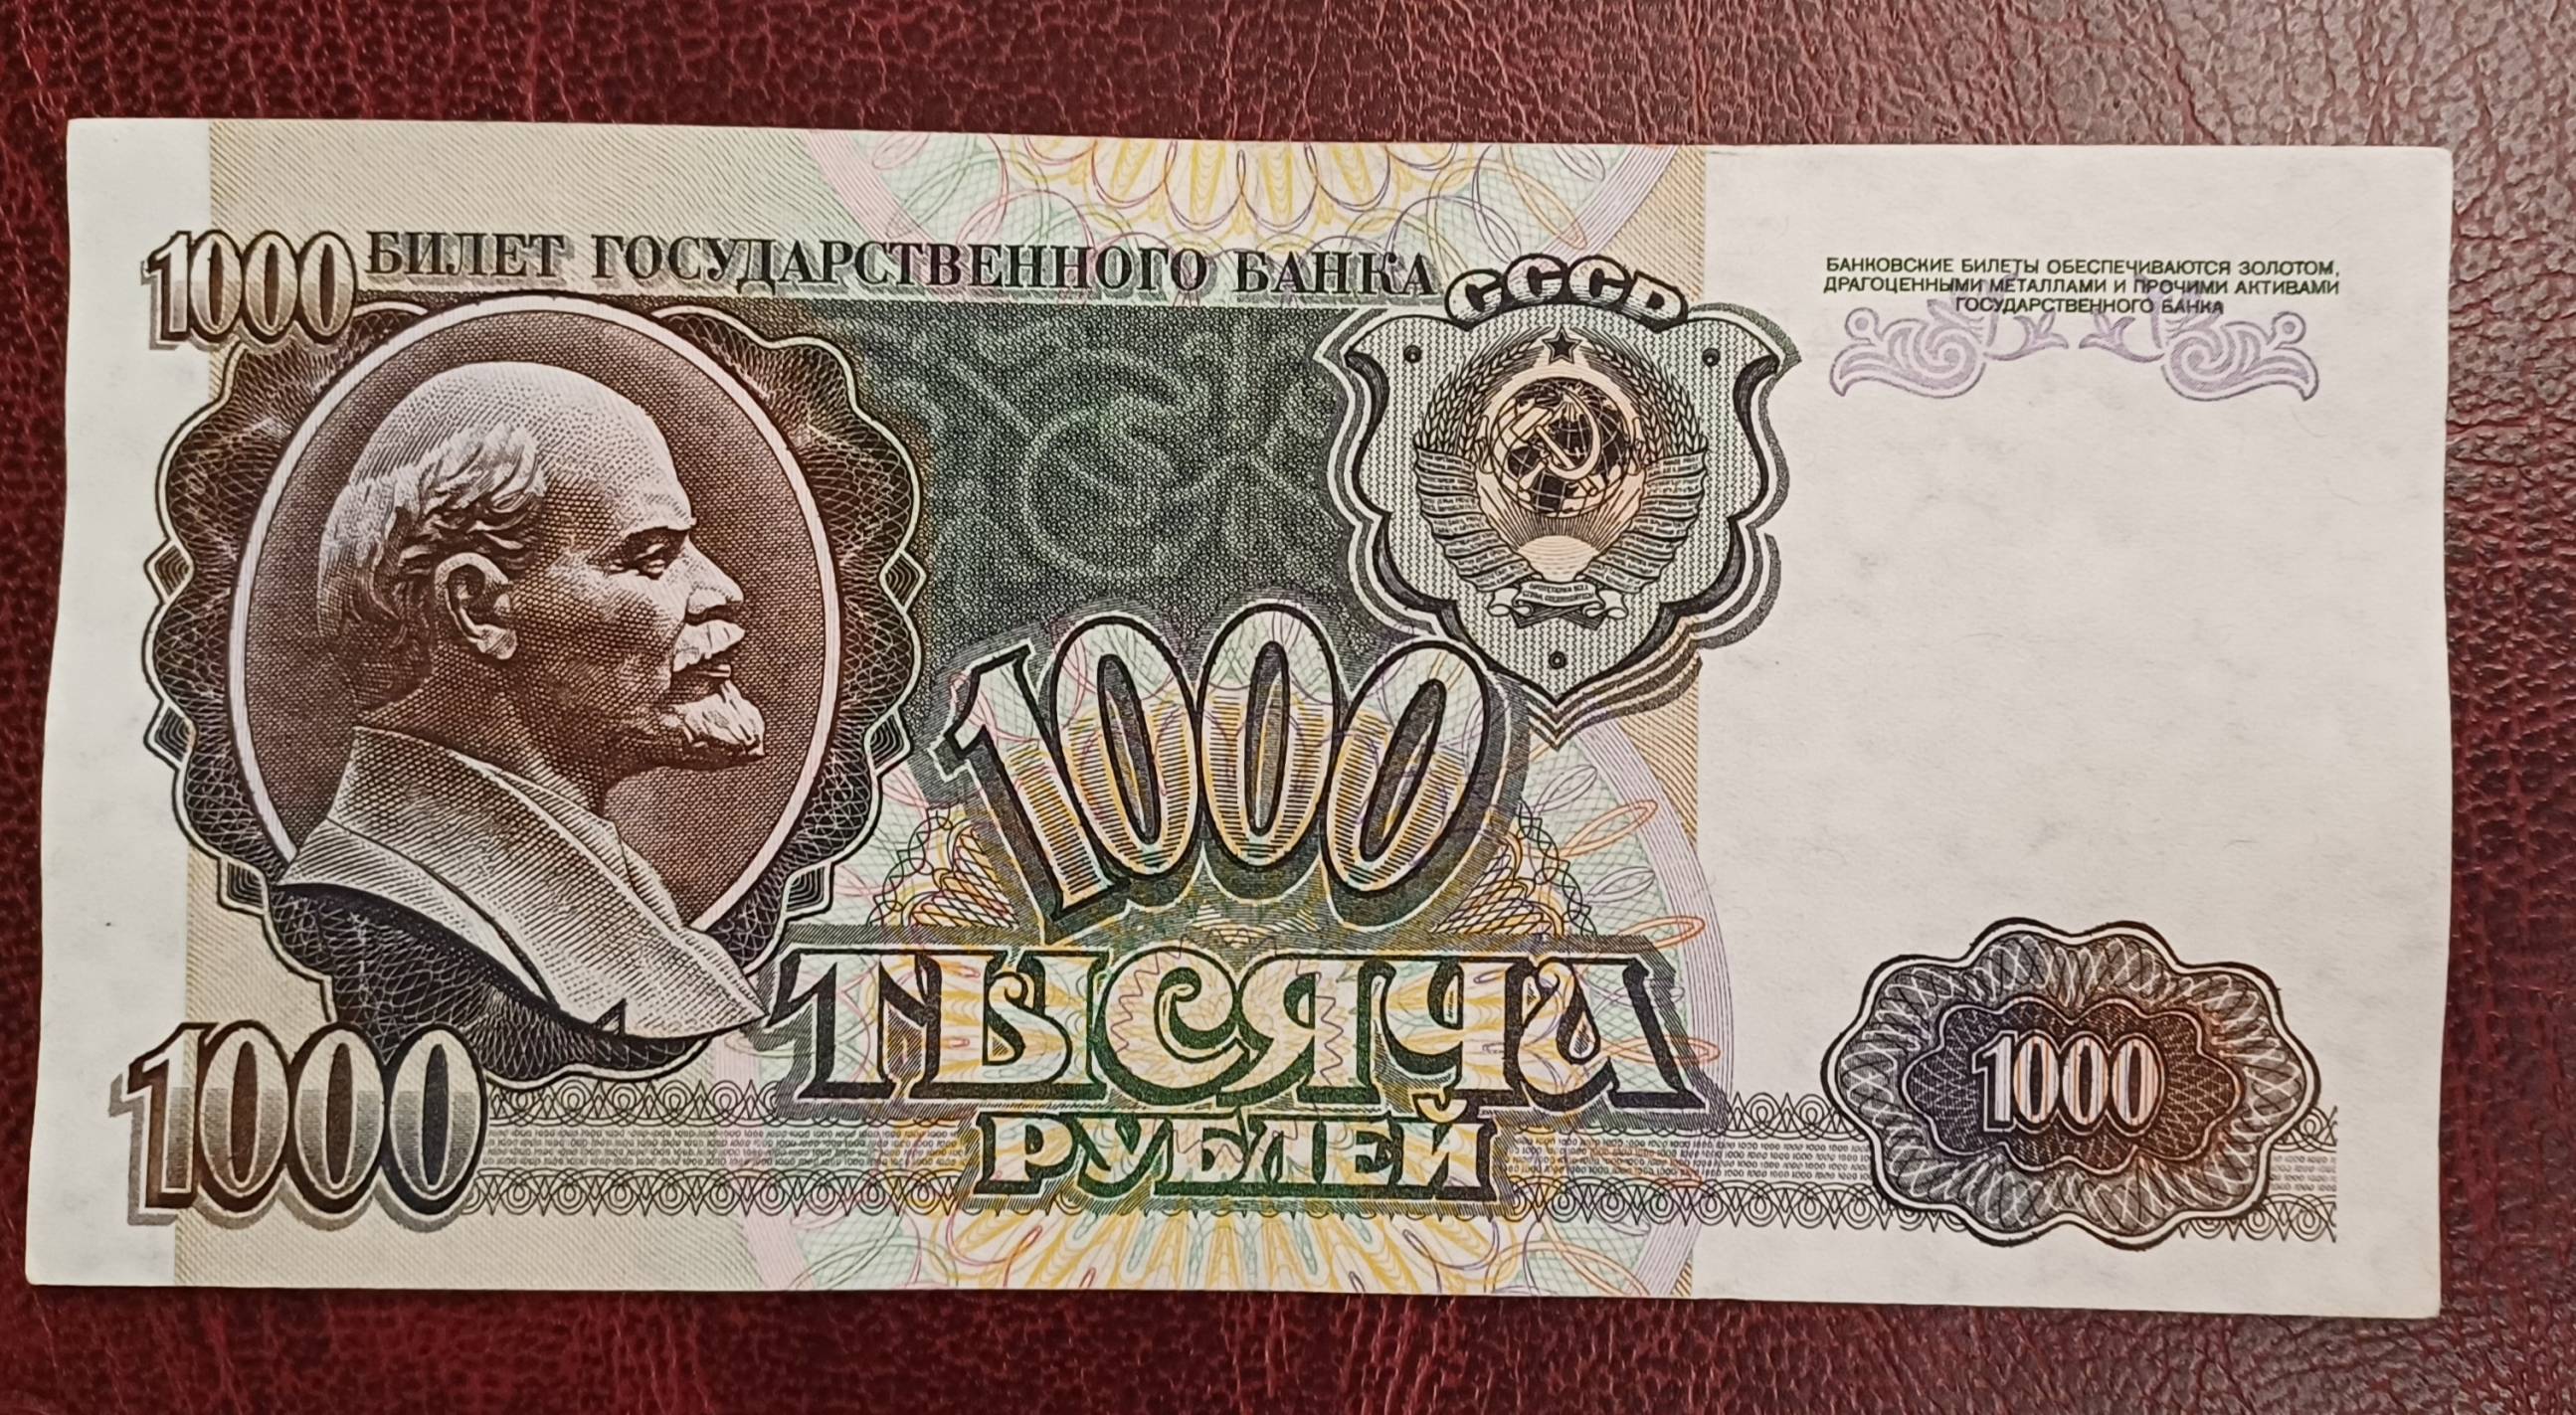 1000 БИЛЕТ ГОСУДАРСТВЕННОГО БАНКА СССР
БАНКОВСКИЕ БИЛЕТЫ ОБЕСПЕЧИВАЮТСЯ ЗОЛОТОМ,
ДРАГОЦЕННЫМИ МЕТАЛЛАМИ И ПРОЧИМИ АКТИВАМИ
ГОСУДАРСТВЕННОГО БАНКА
1000
ТЫСЯЧА
РУБЛЕЙ
1000
1000